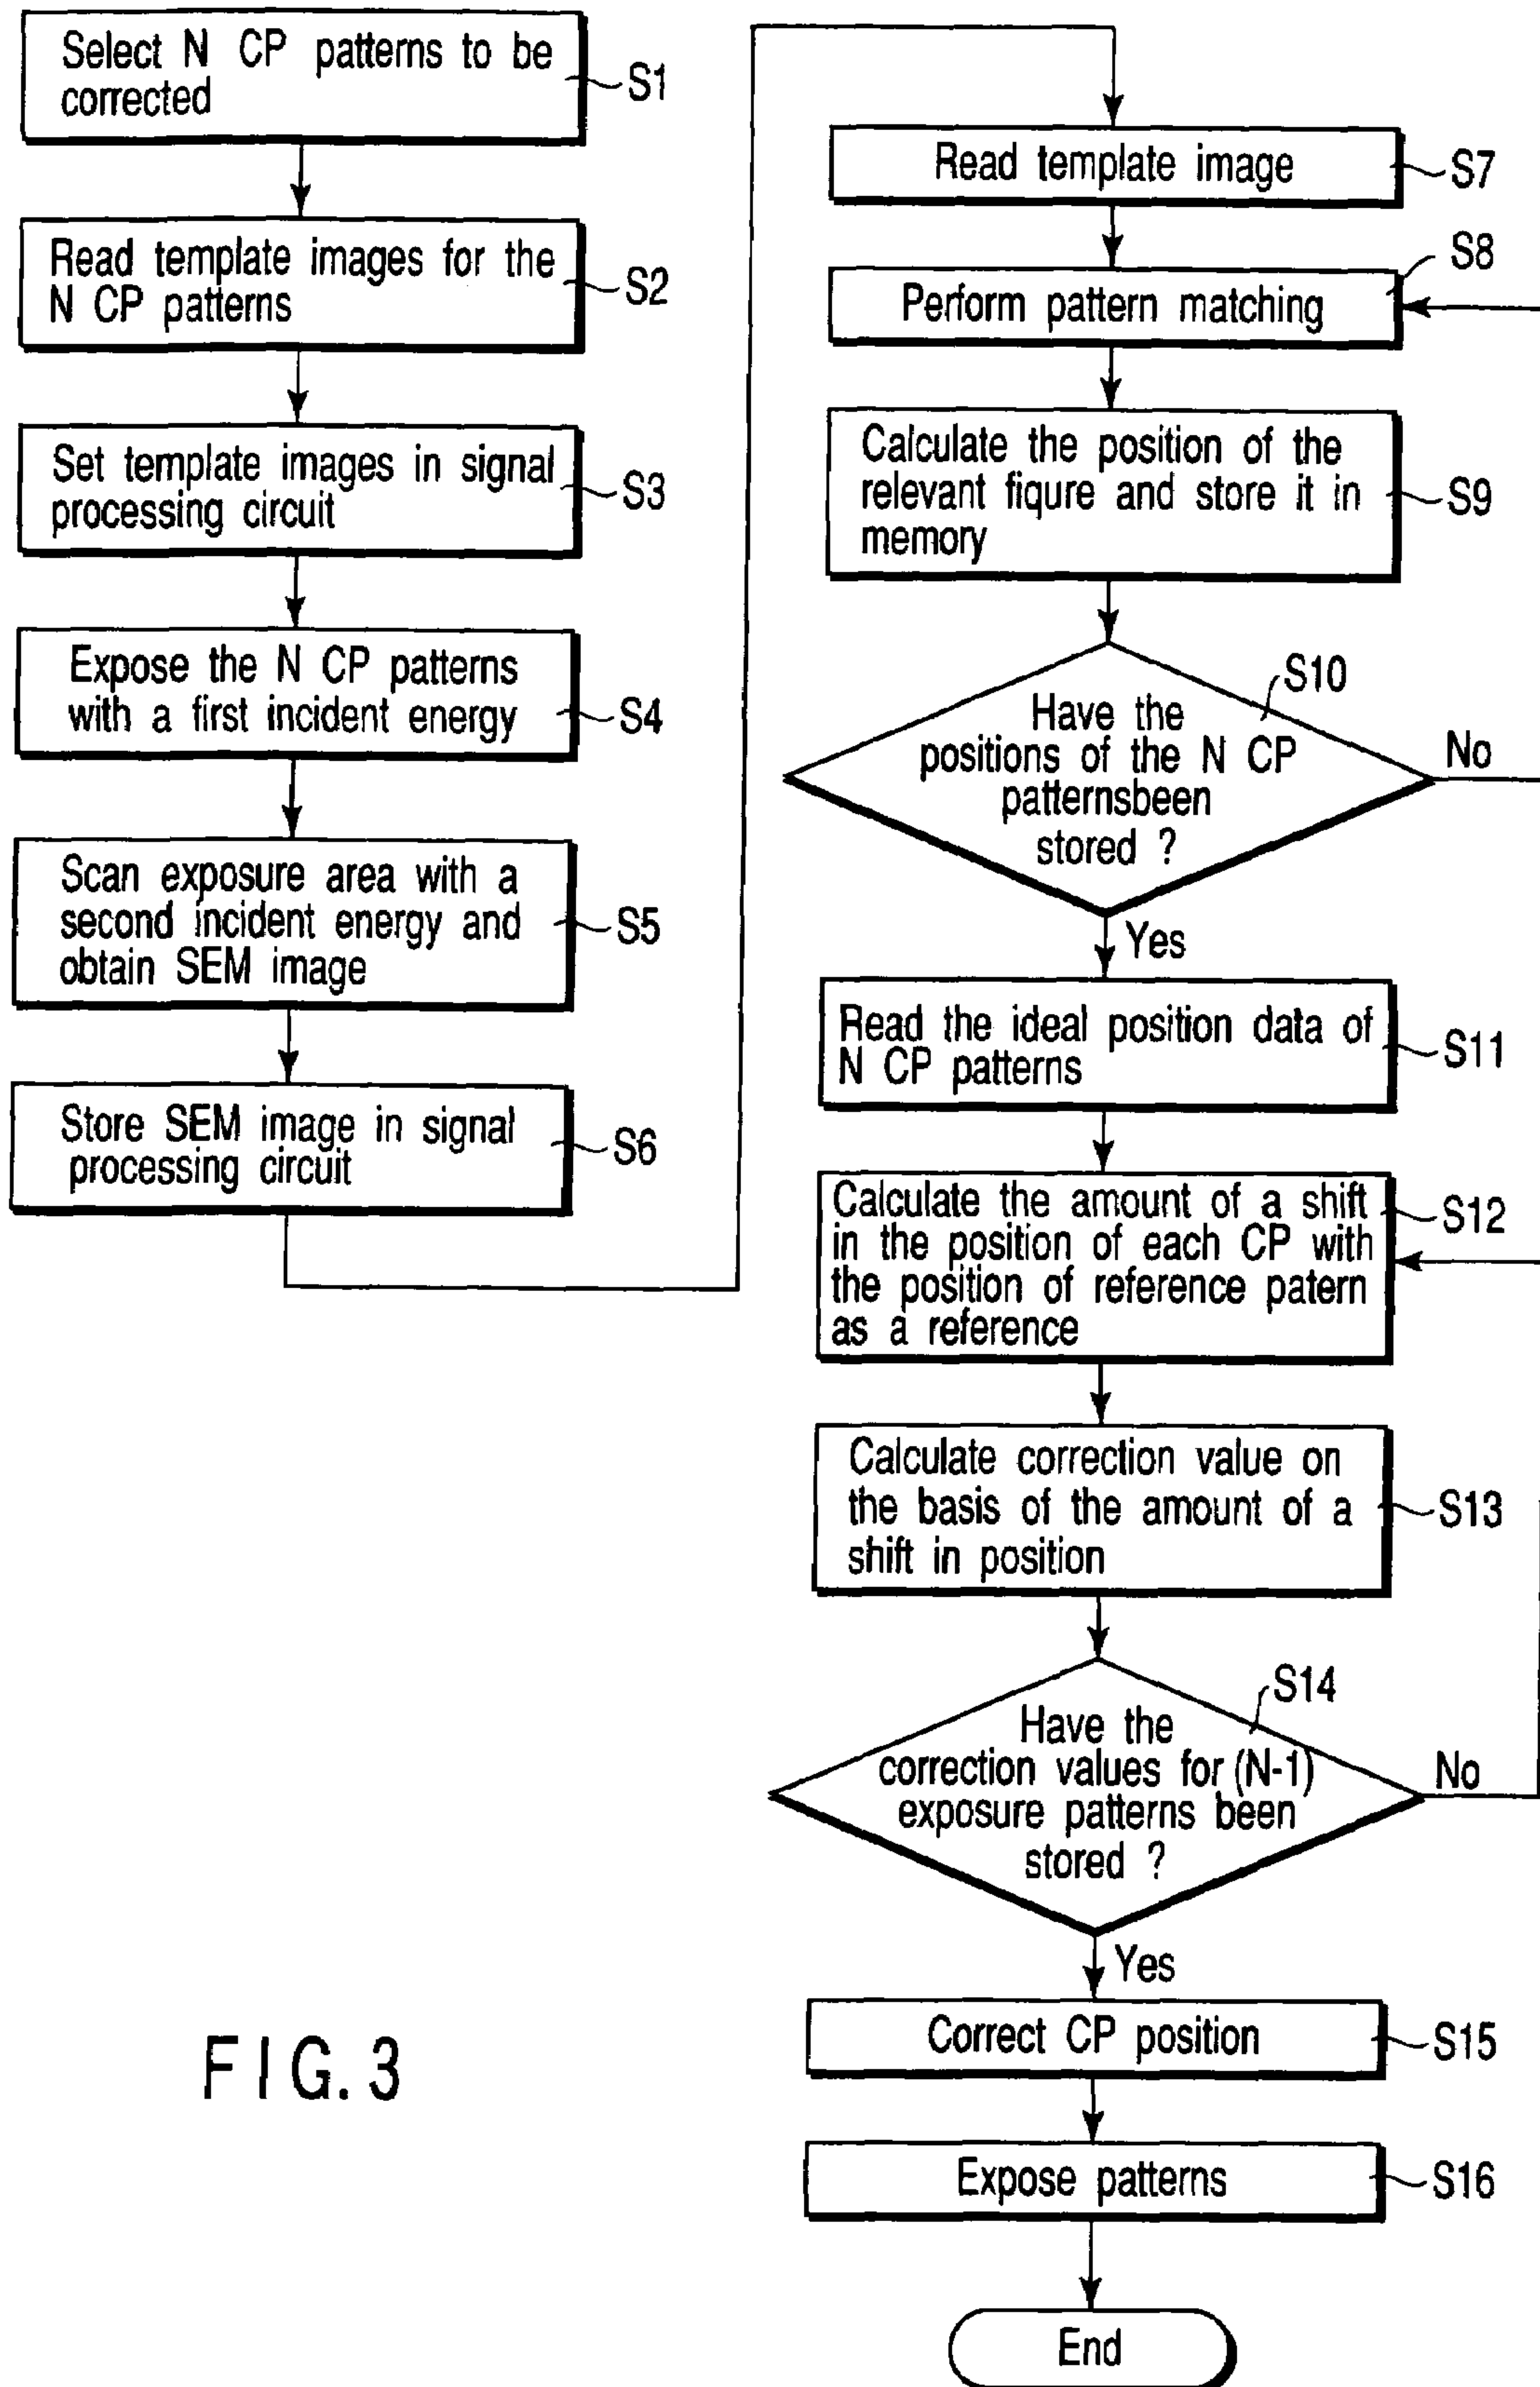 Select N CP patterns to be
corrected
S1
Read template images for the
N CP patterns
S2
Set template images in signal
processing circuit
S3
Expose the N CP patterns
with a first incident energy
S4
Scan exposure area with a
second incident energy and
obtain SEM image
S5
Store SEM image in signal
processing circuit
S6
Read template image
S7
Perform pattern matching
S8
Calculate the position of the
relevant fiqure and store it in
memory
S9
Have the
positions of the N CP
patternsbeen
stored ?
S10
No
Yes
Read the ideal position data of
N CP patterns
S11
Calculate the amount of a shift
in the position of each CP with
the position of reference patern
as a reference
S12
Calculate correction value on
the basis of the amount of a
shift in position
S13
Have the
correction values for (N-1)
exposure patterns been
stored ?
S14
No
Yes
Correct CP position
S15
Expose patterns
S16
End
FIG. 3